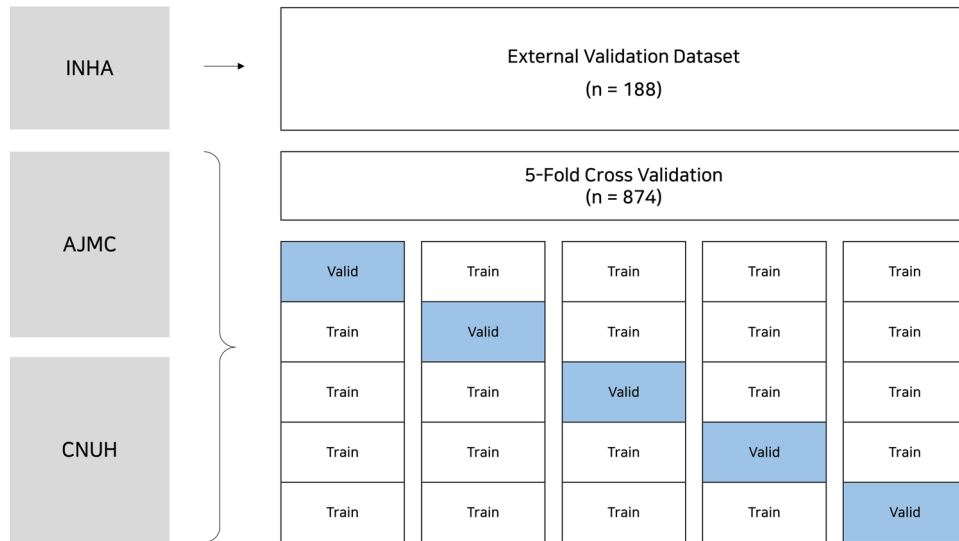 INHA
External Validation Dataset
(n = 188)
AJMC
CNUH
5-Fold Cross Validation
(n = 874)
Valid Train Train Train Train
Train Valid Train Train Train
Train Train Valid Train Train
Train Train Train Valid Train
Train Train Train Train Valid